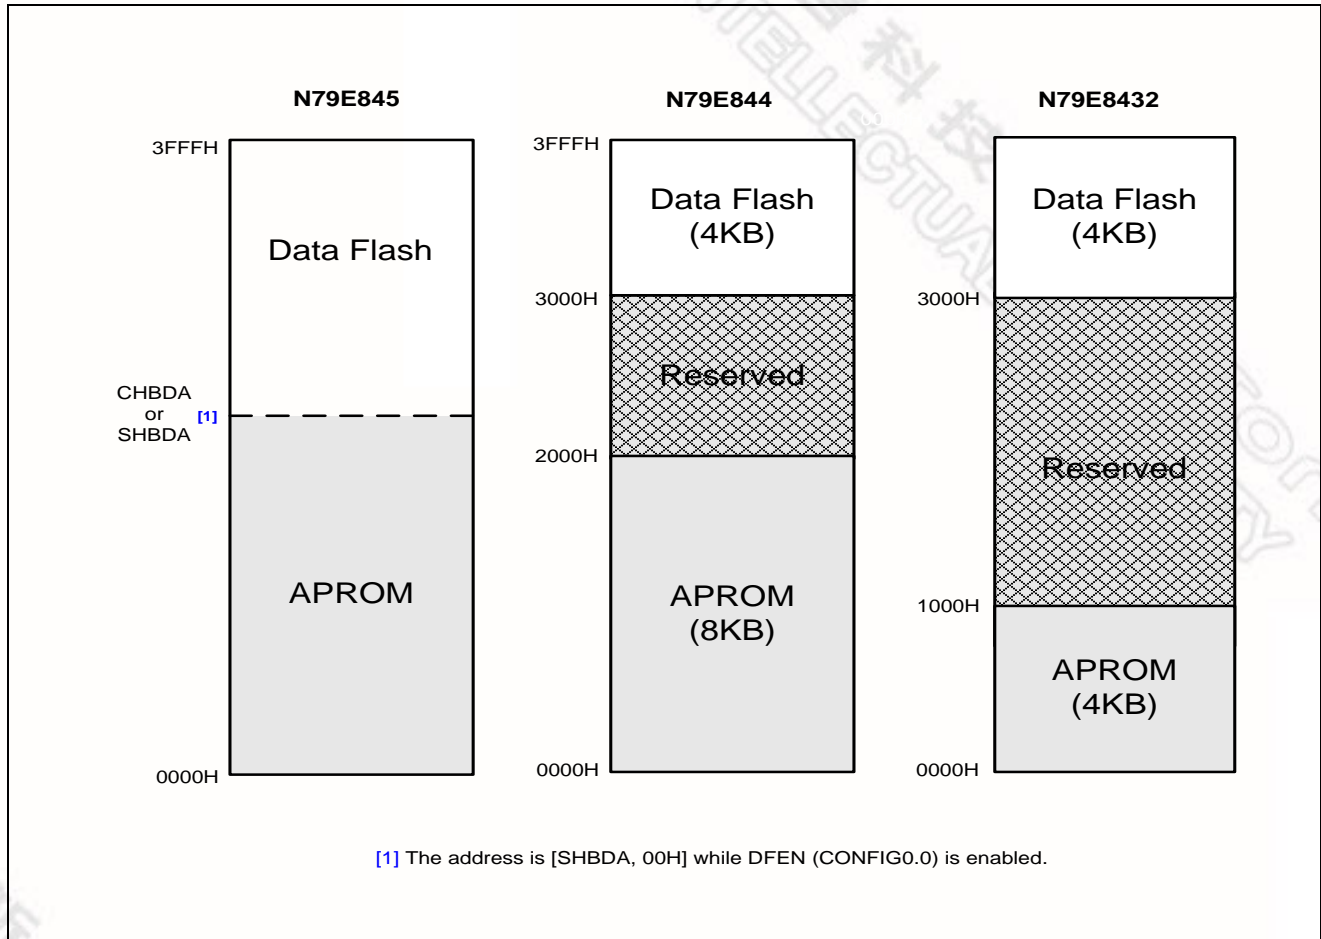 N79E845
3FFFH
Data Flash
CHBDA
or
SHBDA
[1]
APROM
0000H
N79E844
3FFFH
Data Flash
(4KB)
3000H
Reserved
2000H
APROM
(8KB)
0000H
N79E8432
Data Flash
(4KB)
3000H
Reserved
1000H
APROM
(4KB)
0000H
[1] The address is [SHBDA, 00H] while DFEN (CONFIG0.0) is enabled.
科技